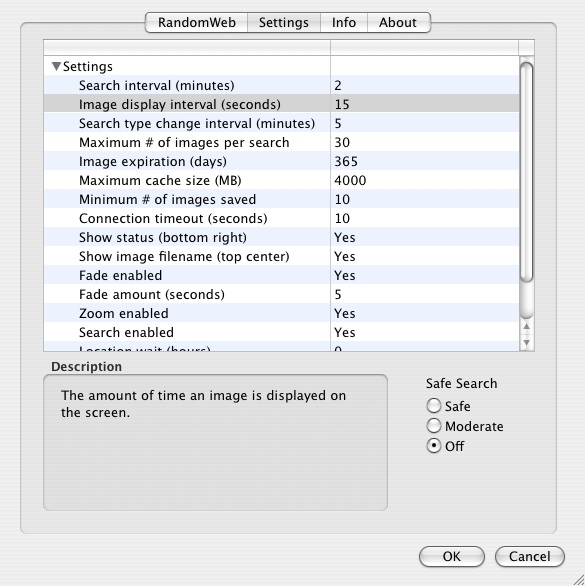 RandomWeb Settings Info About
Settings
Search interval (minutes) 2
Image display interval (seconds) 15
Search type change interval (minutes) 5
Maximum # of images per search 30
Image expiration (days) 365
Maximum cache size (MB) 4000
Minimum # of images saved 10
Connection timeout (seconds) 10
Show status (bottom right) Yes
Show image filename (top center) Yes
Fade enabled Yes
Fade amount (seconds) 5
Zoom enabled Yes
Search enabled Yes
Location wait (hours) 0
Description
The amount of time an image is displayed on
the screen.
Safe Search
Safe
Moderate
Off
OK Cancel